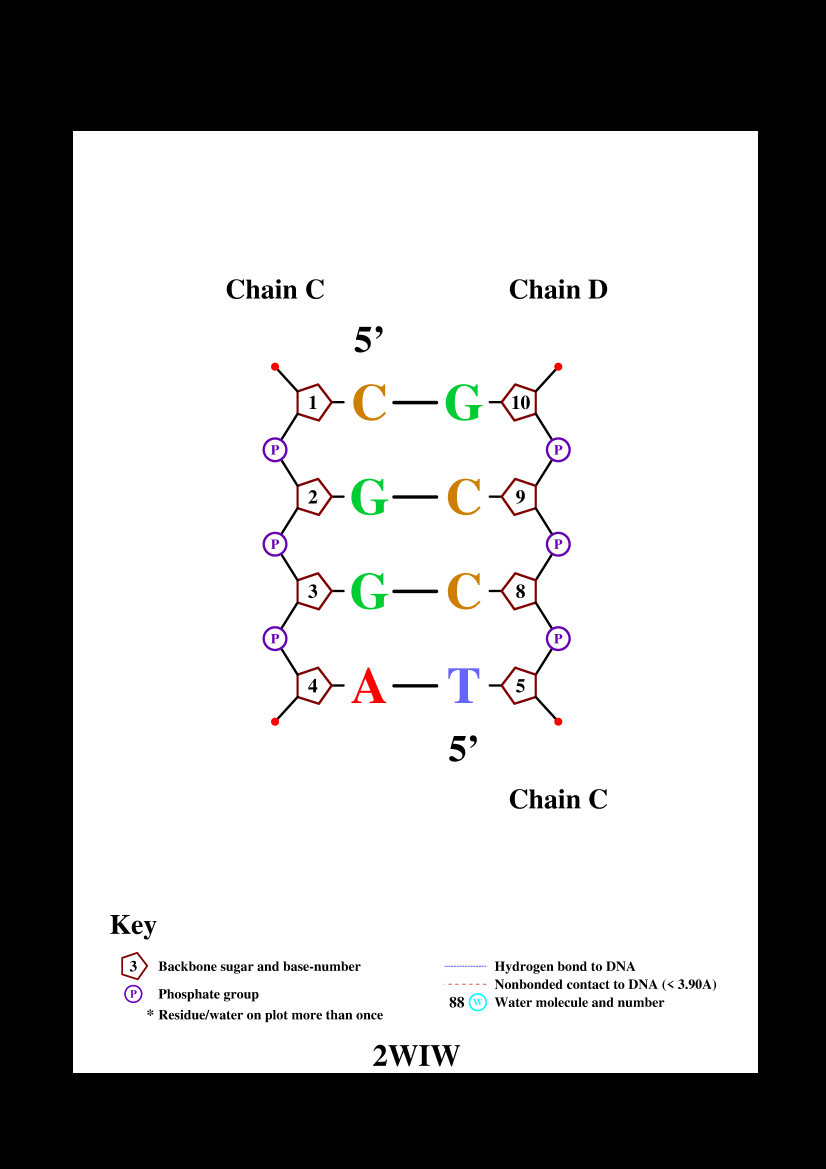 Chain C Chain D
5’
1 C G 10
P P
2 G C 9
P P
3 G C 8
P P
4 A T 5
5’
Chain C
Key
3 Backbone sugar and base-number
P Phosphate group
* Residue/water on plot more than once
Hydrogen bond to DNA
Nonbonded contact to DNA (< 3.90A)
88 W Water molecule and number
2WIW